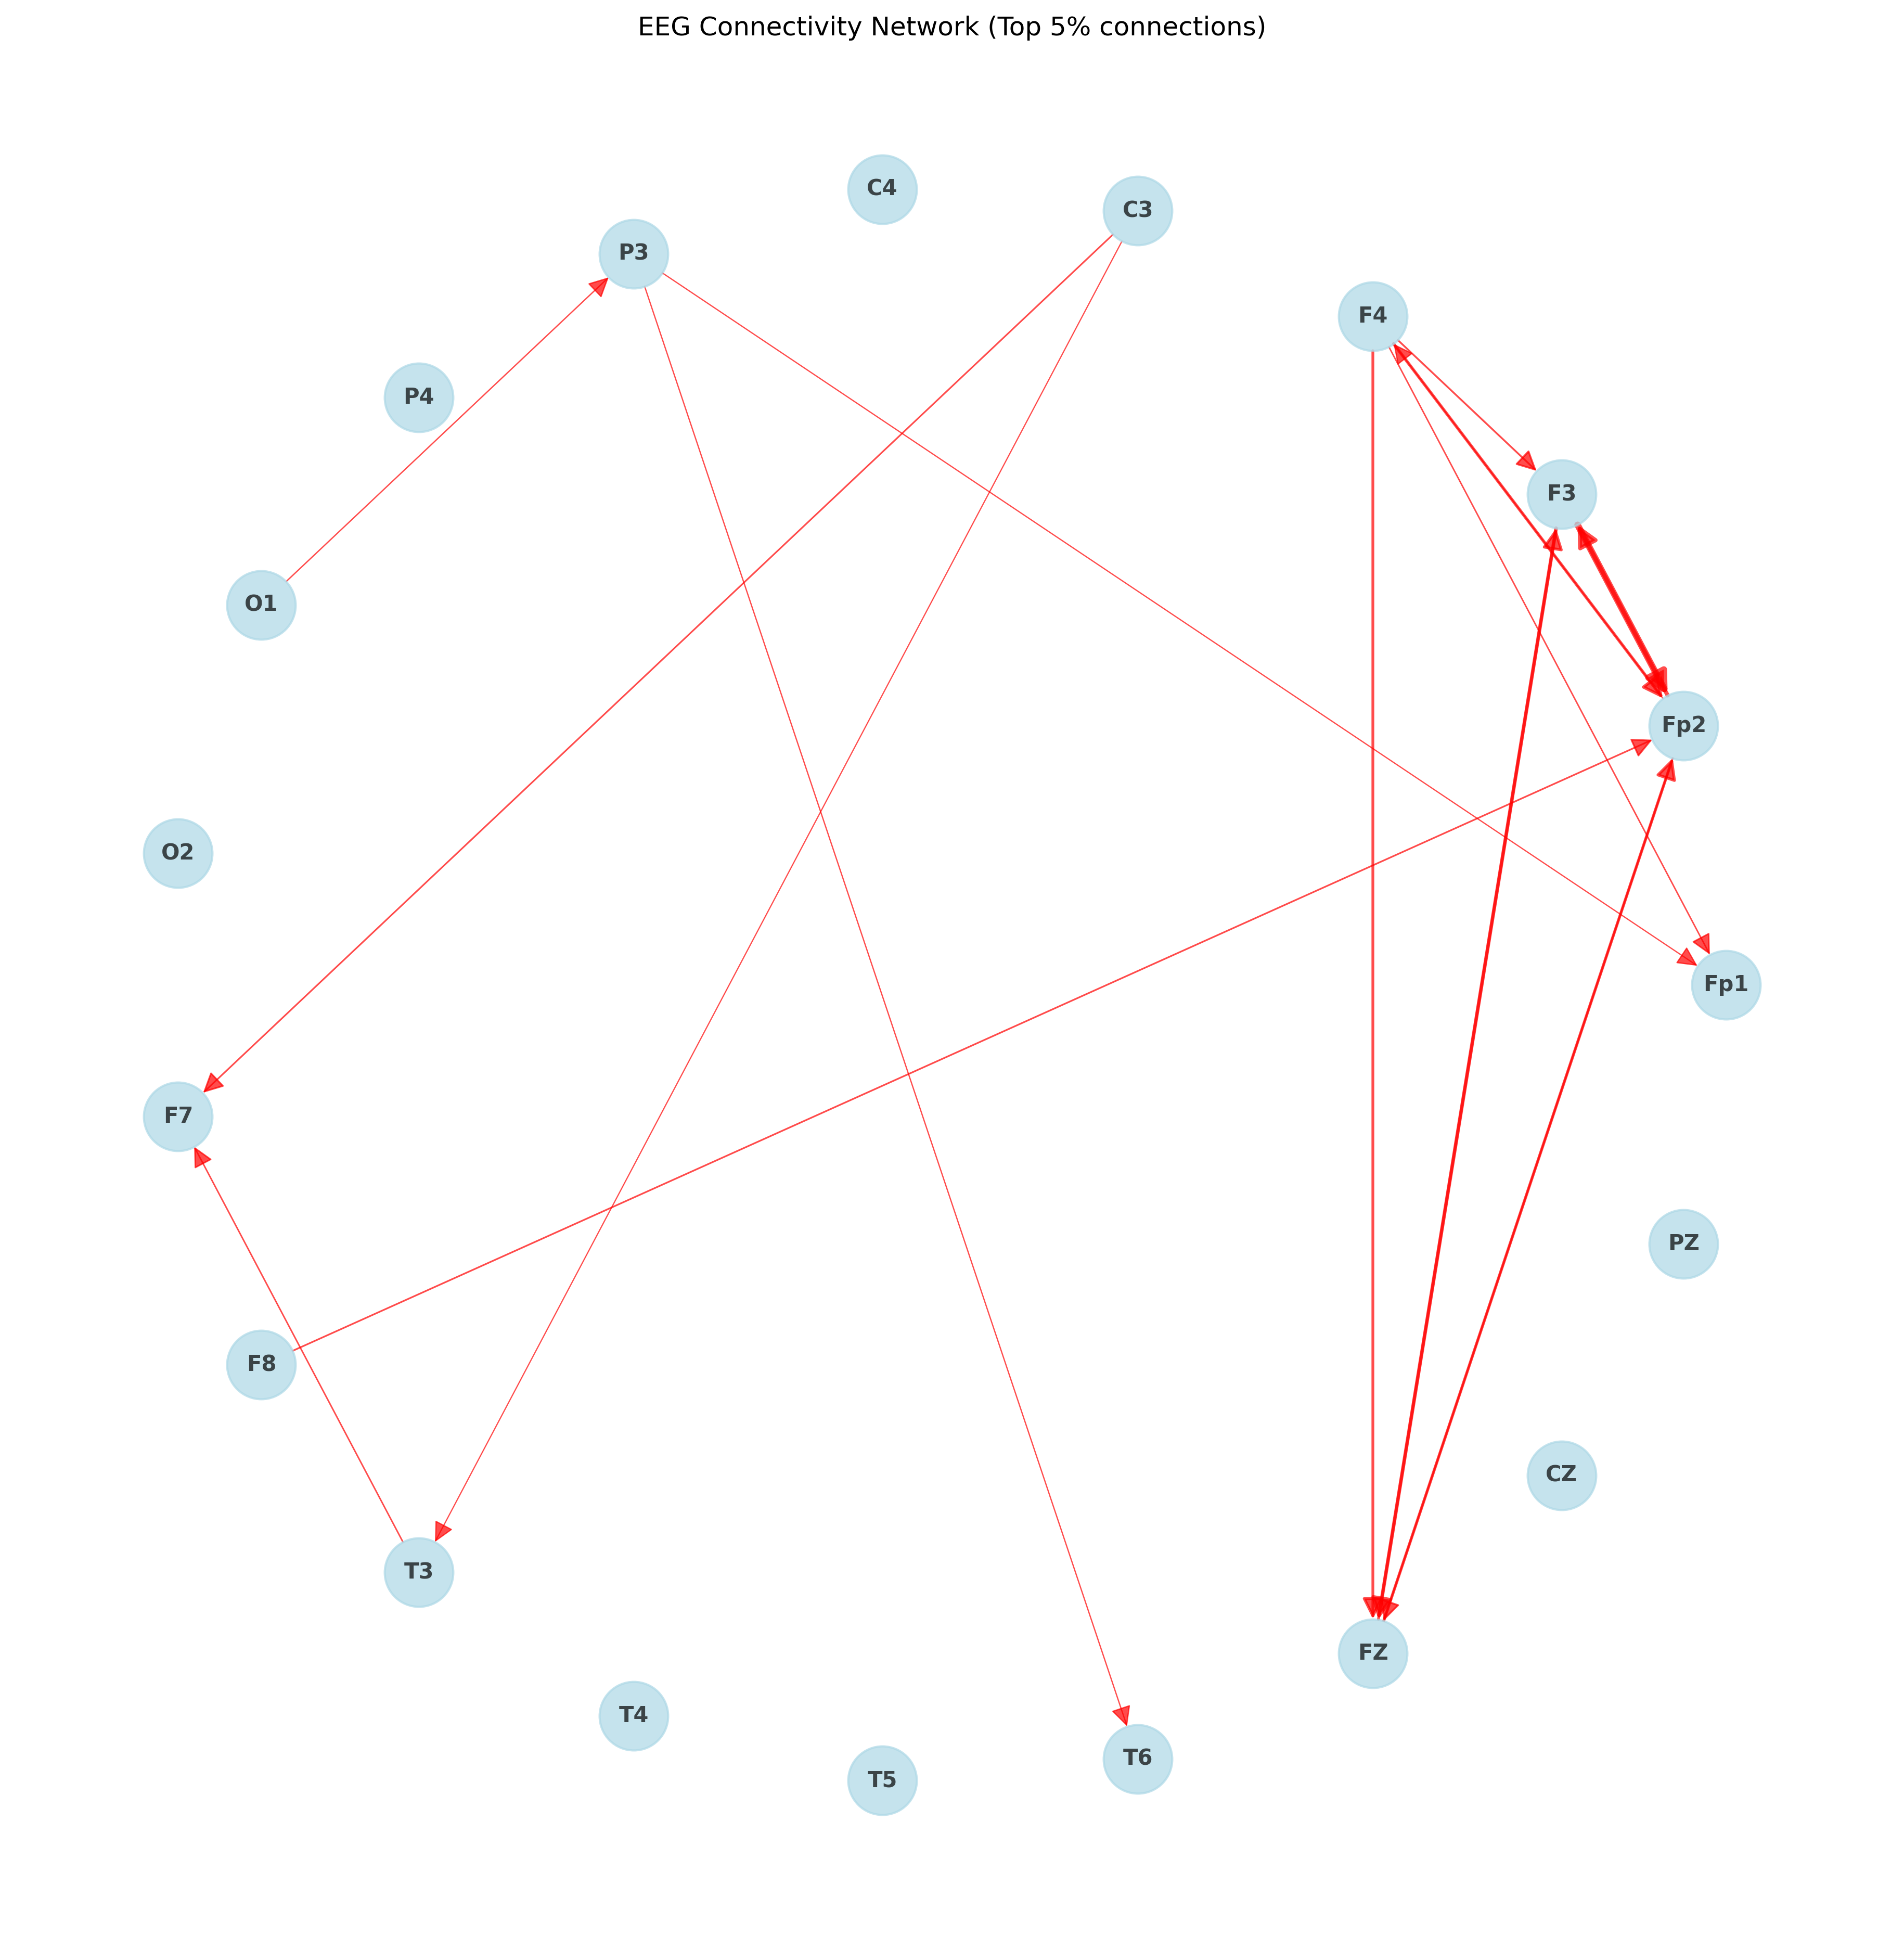 EEG Connectivity Network (Top 5% connections)
C4
C3
P3
F4
P4
F3
O1
Fp2
O2
Fp1
F7
PZ
F8
CZ
T3
FZ
T4
T6
T5